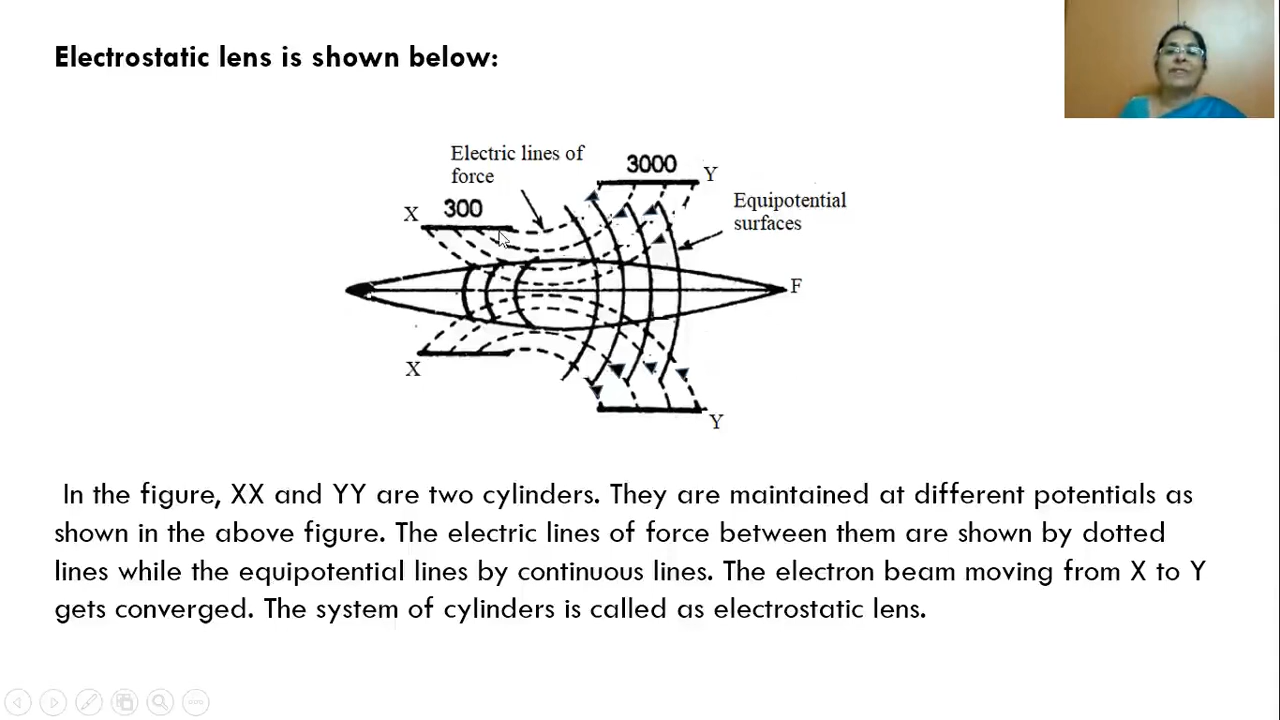 Electrostatic lens is shown below:
Electric lines of
force
3000
Y
X
300
Equipotential
surfaces
F
X
Y
In the figure, XX and YY are two cylinders. They are maintained at different potentials as
shown in the above figure. The electric lines of force between them are shown by dotted
lines while the equipotential lines by continuous lines. The electron beam moving from X to Y
gets converged. The system of cylinders is called as electrostatic lens.